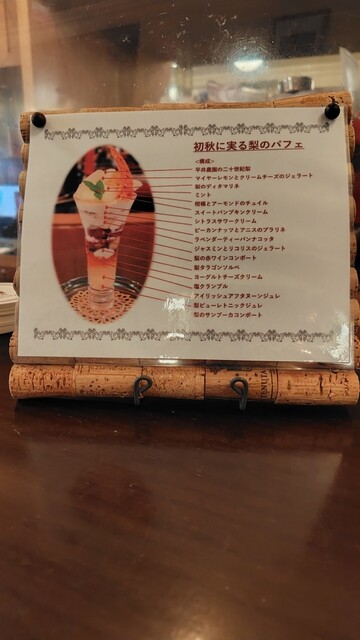 初秋に実る梨のパフェ
<構成>
平井農園の二十世紀梨
マイヤーレモンとクリームチーズのジェラート
梨のディタマリネ
ミント
柑橘とアーモンドのチュイル
スイートパンプキンクリーム
シトラスサワークリーム
ピーカンナッツとアニスのプラリネ
ラベンダーティーパンナコッタ
ジャスミンとリコリスのジェラート
梨の赤ワインコンポート
梨タラゴンソルベ
ヨーグルトチーズクリーム
塩クランブル
アイリッシュアフタヌーンジュレ
梨ピューレトニックジュレ
梨のサンブーカコンポート